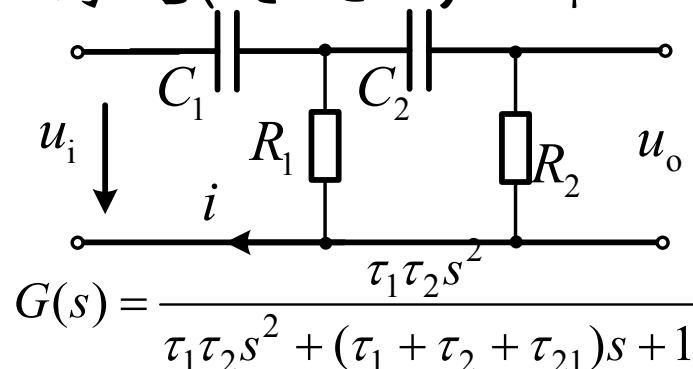 C₁ C₂
uᵢ R₁ R₂ uₒ
i
G(s) = τ₁τ₂s² / (τ₁τ₂s² + (τ₁ + τ₂ + τ₂₁)s + 1)